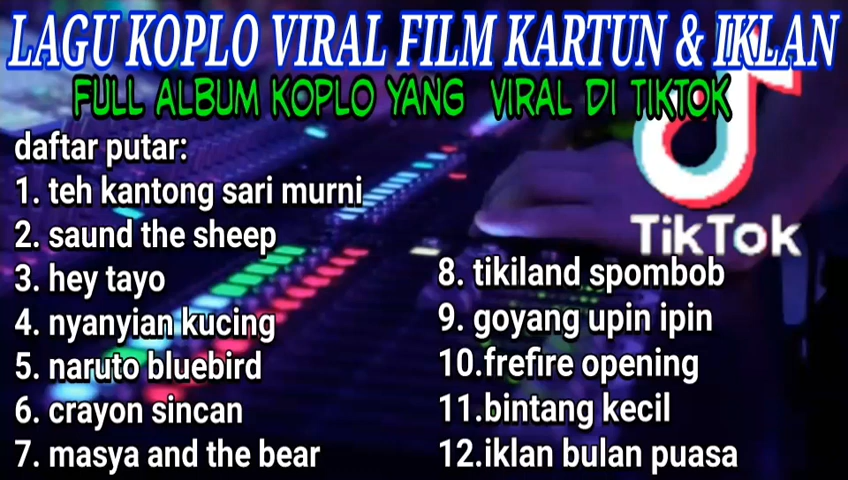 LAGU KOPLO VIRAL FILM KARTUN & IKLAN
FULL ALBUM KOPLO YANG VIRAL DI TIKTOK
daftar putar:
1. teh kantong sari murni
2. saund the sheep
3. hey tayo
4. nyanyian kucing
5. naruto bluebird
6. crayon sincan
7. masya and the bear
TikTok
8. tikiland spombob
9. goyang upin ipin
10.frefire opening
11.bintang kecil
12.iklan bulan puasa